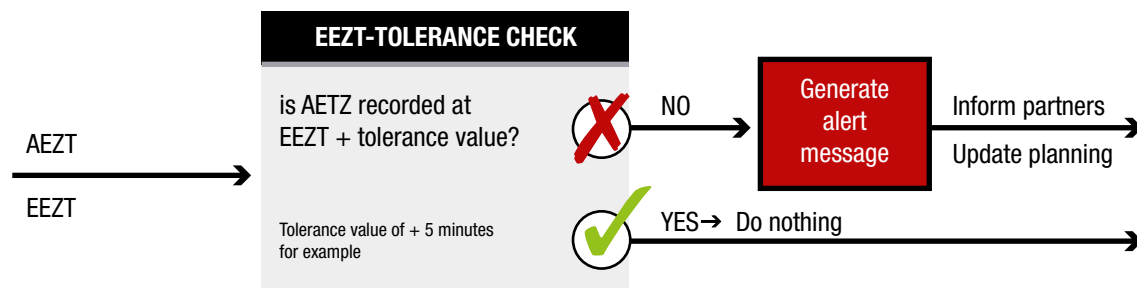 EEZT-TOLERANCE CHECK
AEZT
EEZT
is AETZ recorded at
EEZT + tolerance value?
Tolerance value of + 5 minutes
for example
NO
Generate
alert
message
Inform partners
Update planning
YES→ Do nothing